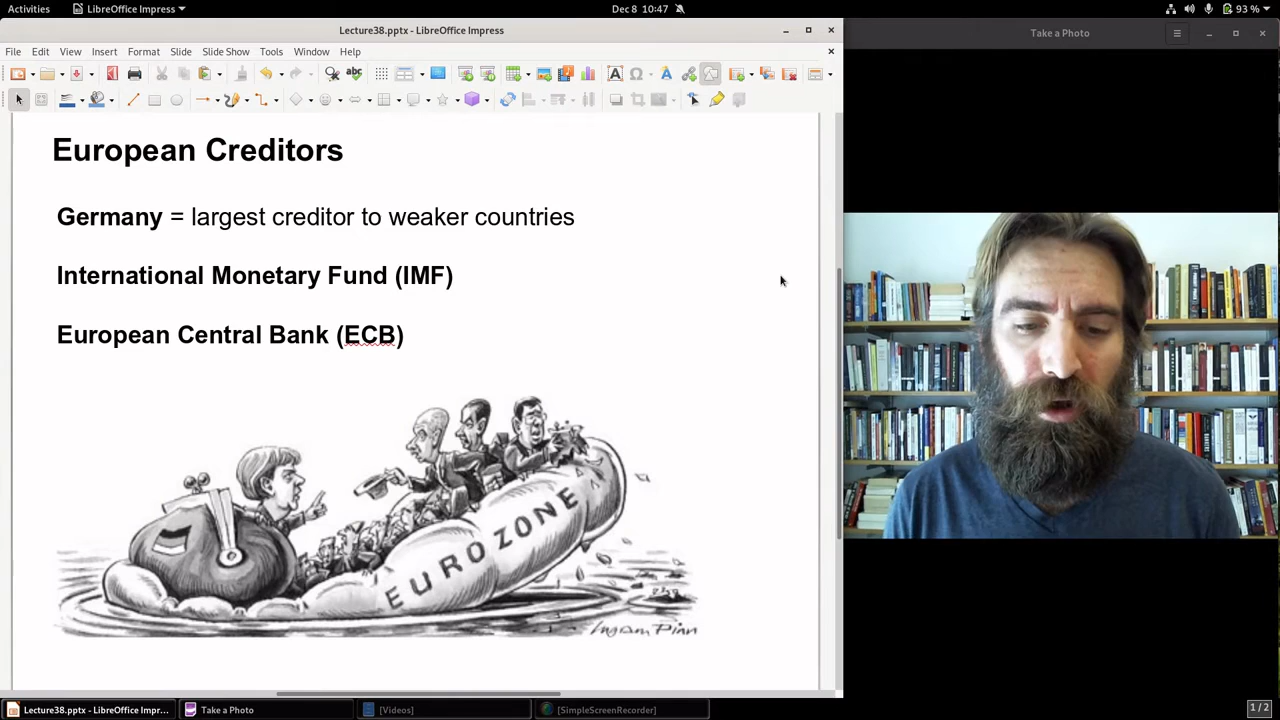 Activities
LibreOffice Impress
Dec 8 10:47
93 %
Lecture38.pptx - LibreOffice Impress
Take a Photo
File Edit View Insert Format Slide Slide Show Tools Window Help
European Creditors
Germany = largest creditor to weaker countries
International Monetary Fund (IMF)
European Central Bank (ECB)
EUROZONE
Lecture38.pptx - LibreOffice Impr...
Take a Photo
[Videos]
[SimpleScreenRecorder]
1/2